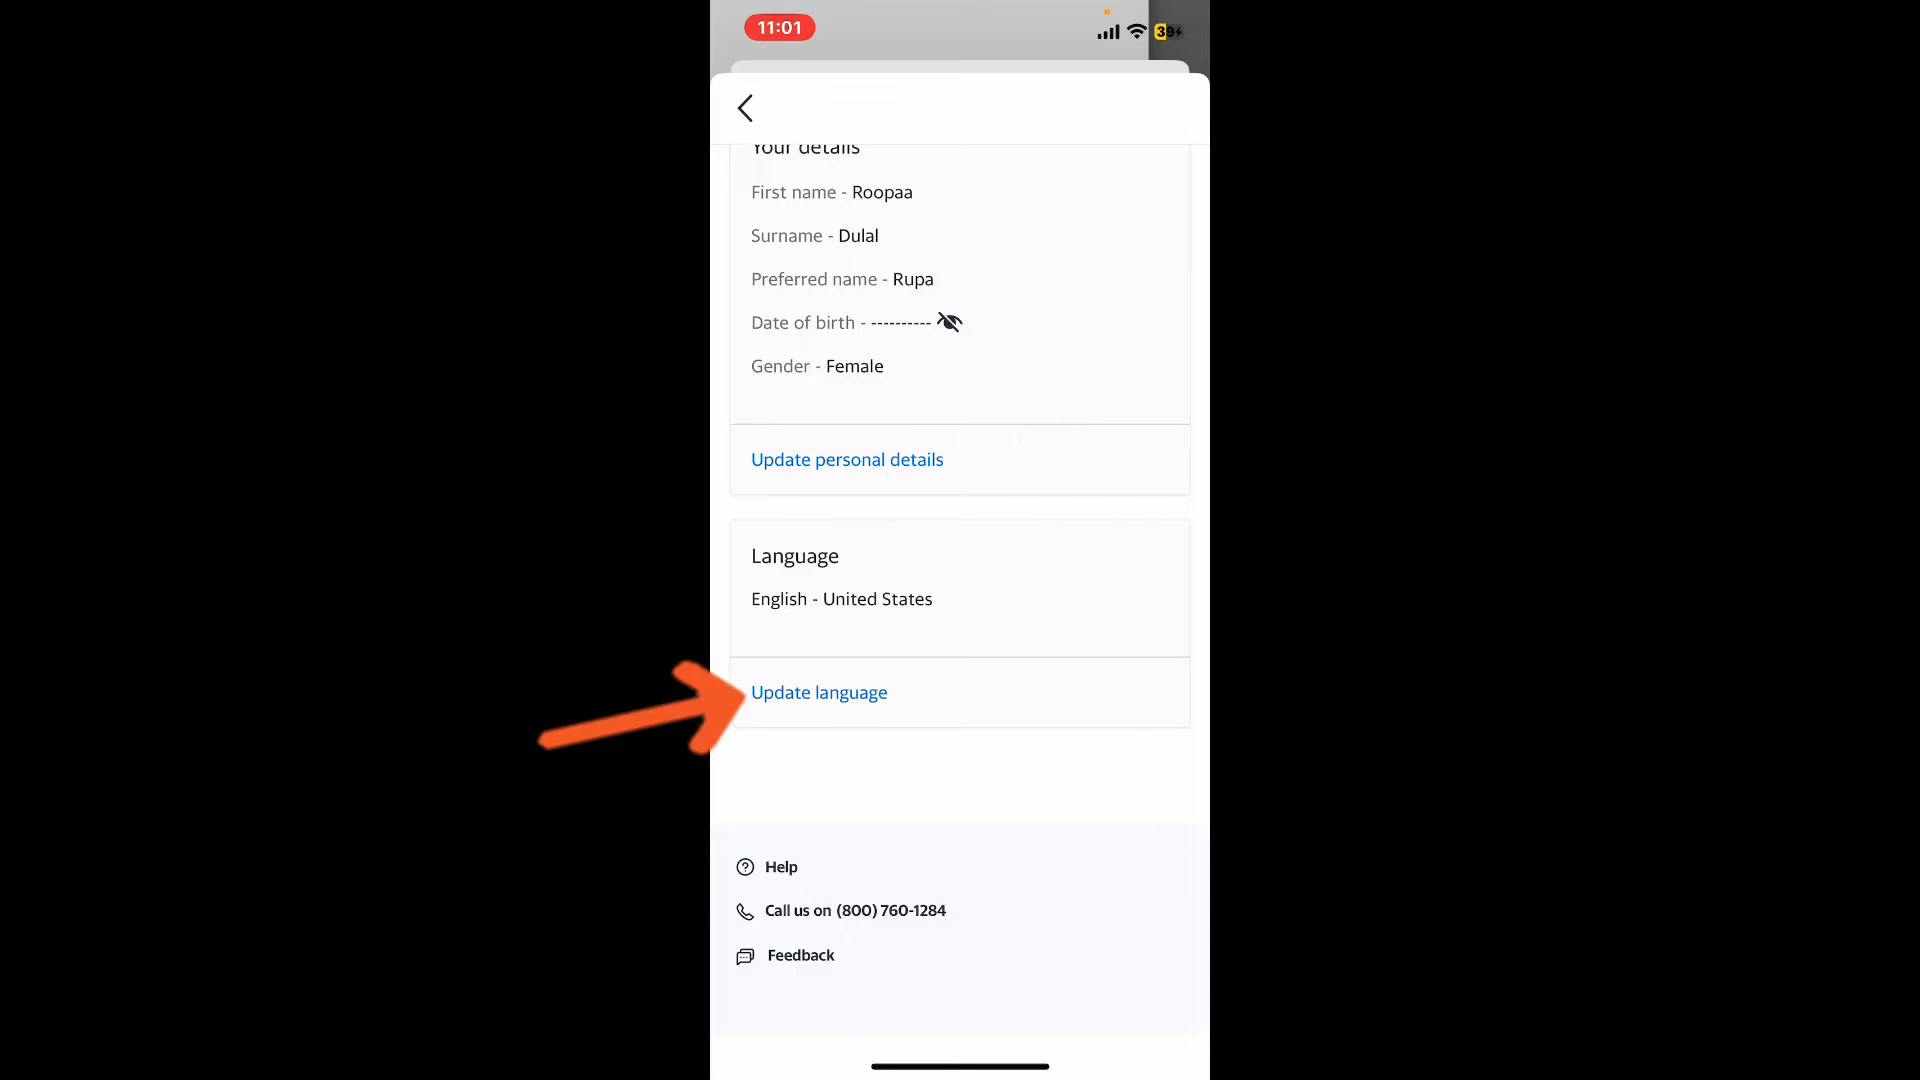 11:01
39
Your details
First name - Roopaa
Surname - Dulal
Preferred name - Rupa
Date of birth - ----------
Gender - Female
Update personal details
Language
English - United States
Update language
Help
Call us on (800) 760-1284
Feedback